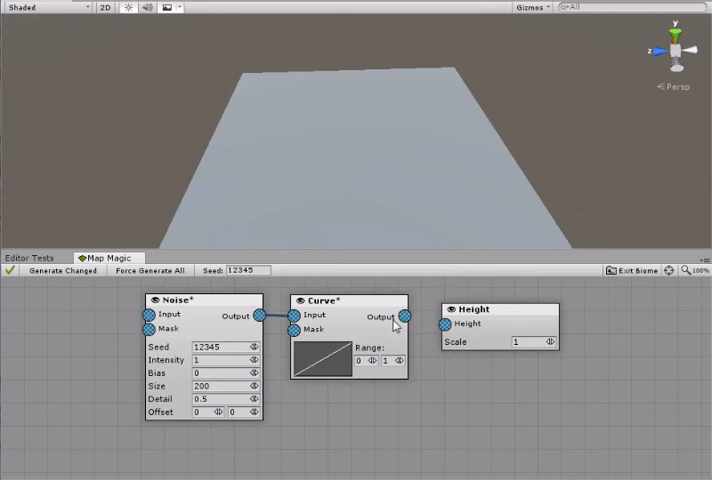 Shaded 2D Gizmos All
y
z
Persp
Editor Tests Map Magic
Generate Changed Force Generate All Seed: 12345 Exit Biome 100%
Noise*
Input Output
Mask
Seed 12345
Intensity 1
Bias 0
Size 200
Detail 0.5
Offset 0 0
Curve*
Input Output
Mask
Range:
0 1
Height
Height
Scale 1